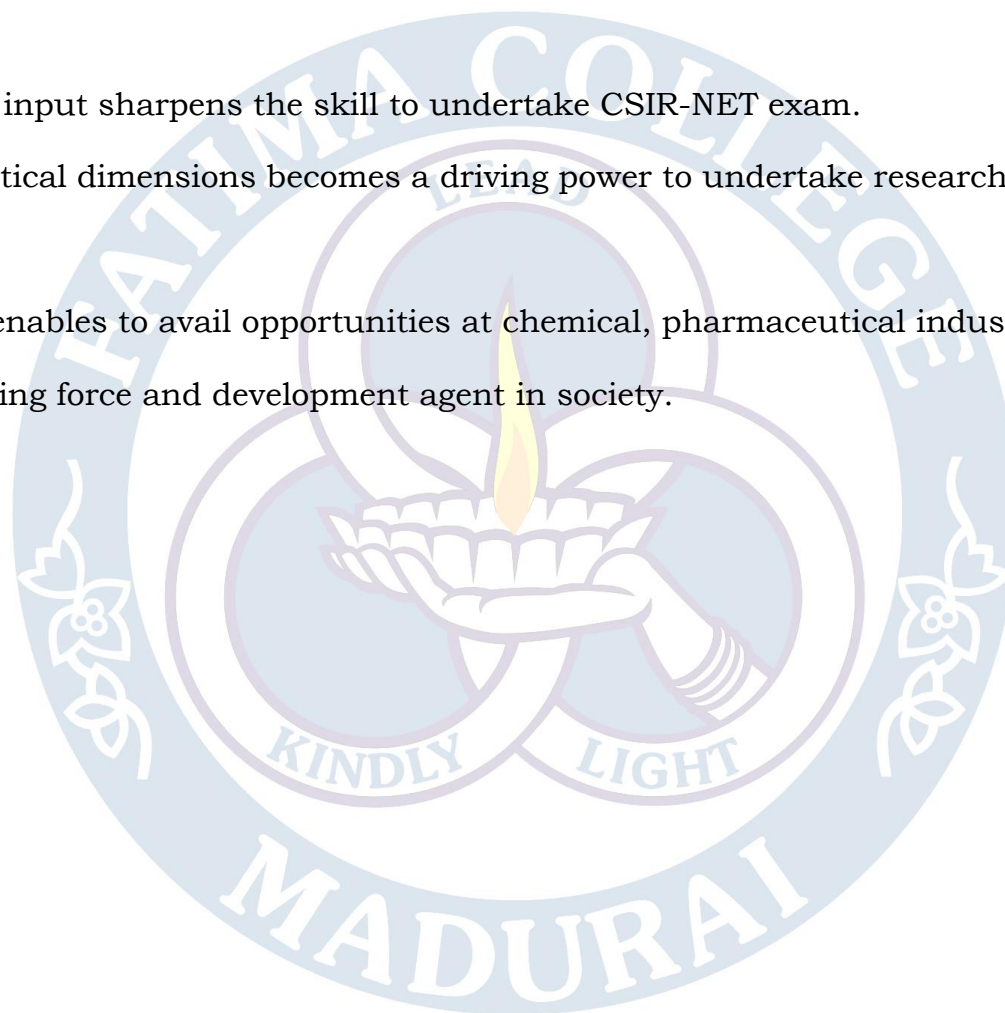 FATIMA COLLEGE
input sharpens the skill to undertake CSIR-NET exam.
LEAD
tical dimensions becomes a driving power to undertake research
enables to avail opportunities at chemical, pharmaceutical indus
ing force and development agent in society.
KINDLY LIGHT
MADURAI